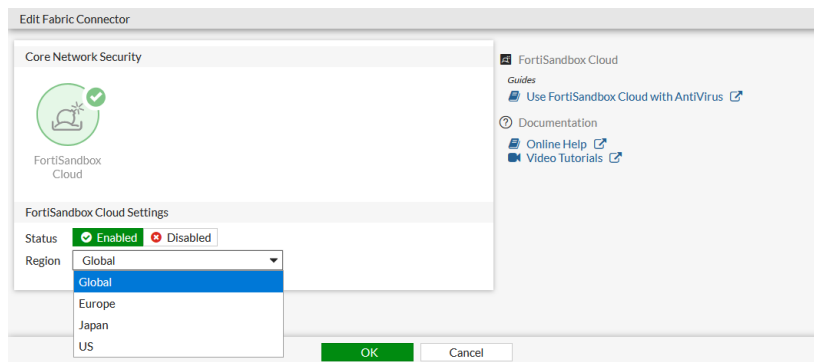 Edit Fabric Connector
Core Network Security
FortiSandbox
Cloud
FortiSandbox Cloud Settings
Status Enabled Disabled
Region Global
Global
Europe
Japan
US
FortiSandbox Cloud
Guides
Use FortiSandbox Cloud with AntiVirus
Documentation
Online Help
Video Tutorials
OK Cancel